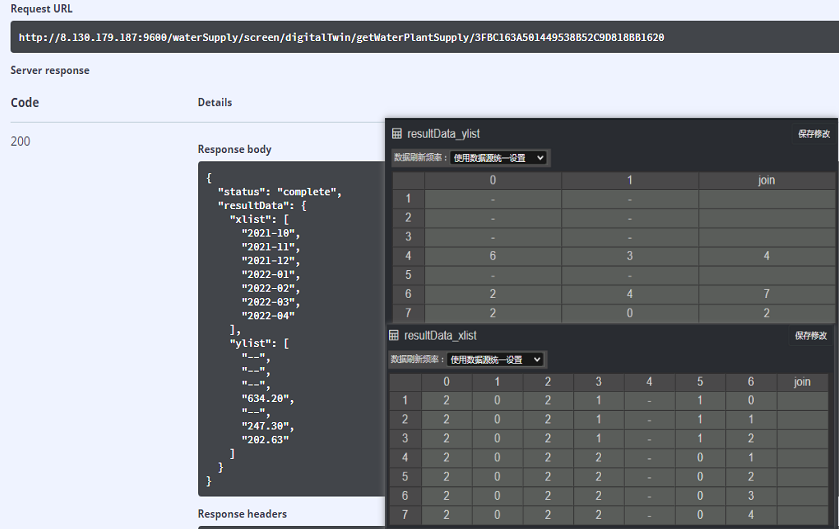 Request URL
http://8.130.179.187:9600/waterSupply/screen/digitalTwin/getWaterPlantSupply/3FBC163A501449538B52C9D818BB1620
Server response
Code Details
200
Response body
{
"status": "complete",
"resultData": {
"xlist": [
"2021-10",
"2021-11",
"2021-12",
"2022-01",
"2022-02",
"2022-03",
"2022-04"
],
"ylist": [
"--",
"--",
"--",
"634.20",
"--",
"247.30",
"202.63"
]
}
}
Response headers
resultData_ylist 保存修改
数据刷新频率： 使用数据源统一设置
0 1 join
1 - -
2 - -
3 - -
4 6 3 4
5 - -
6 2 4 7
7 2 0 2
resultData_xlist 保存修改
数据刷新频率： 使用数据源统一设置
0 1 2 3 4 5 6 join
1 2 0 2 1 - 1 0
2 2 0 2 1 - 1 1
3 2 0 2 1 - 1 2
4 2 0 2 2 - 0 1
5 2 0 2 2 - 0 2
6 2 0 2 2 - 0 3
7 2 0 2 2 - 0 4